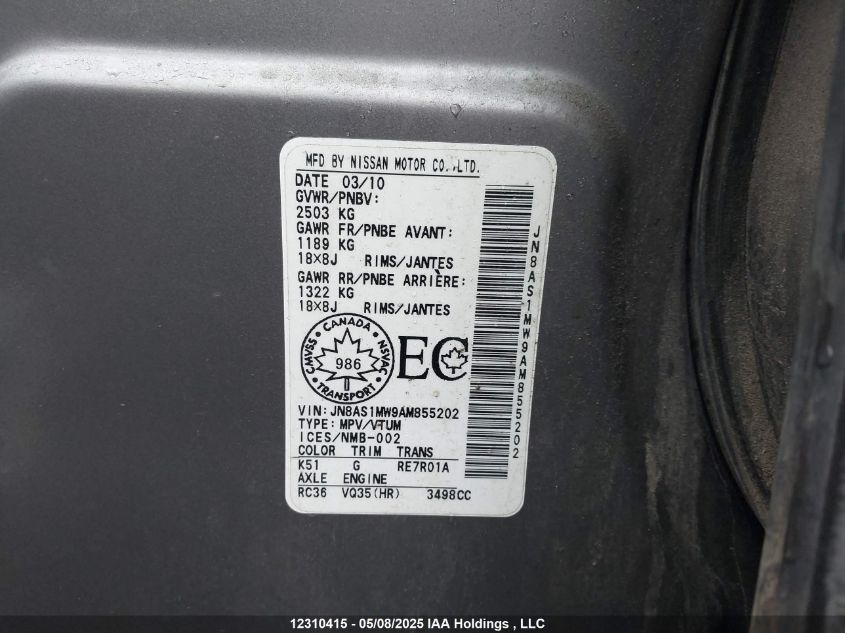 MFD BY NISSAN MOTOR CO.,LTD.
DATE 03/10
GVWR/PNBV:
2503 KG
GAWR FR/PNBE AVANT:
1189 KG
18×8J RIMS/JANTES
GAWR RR/PNBE ARRIÈRE:
1322 KG
18×8J RIMS/JANTES
CANADA
CMVSS
NSVAC
986
TRANSPORT
EC
VIN:JN8AS1MW9AM855202
TYPE:MPV/VTUM
ICES/NMB-002
COLOR TRIM TRANS
K51 G RE7R01A
AXLE ENGINE
RC36 VQ35(HR) 3498CC
JN8AS1MW9AM855202
12310415 - 05/08/2025 IAA Holdings , LLC